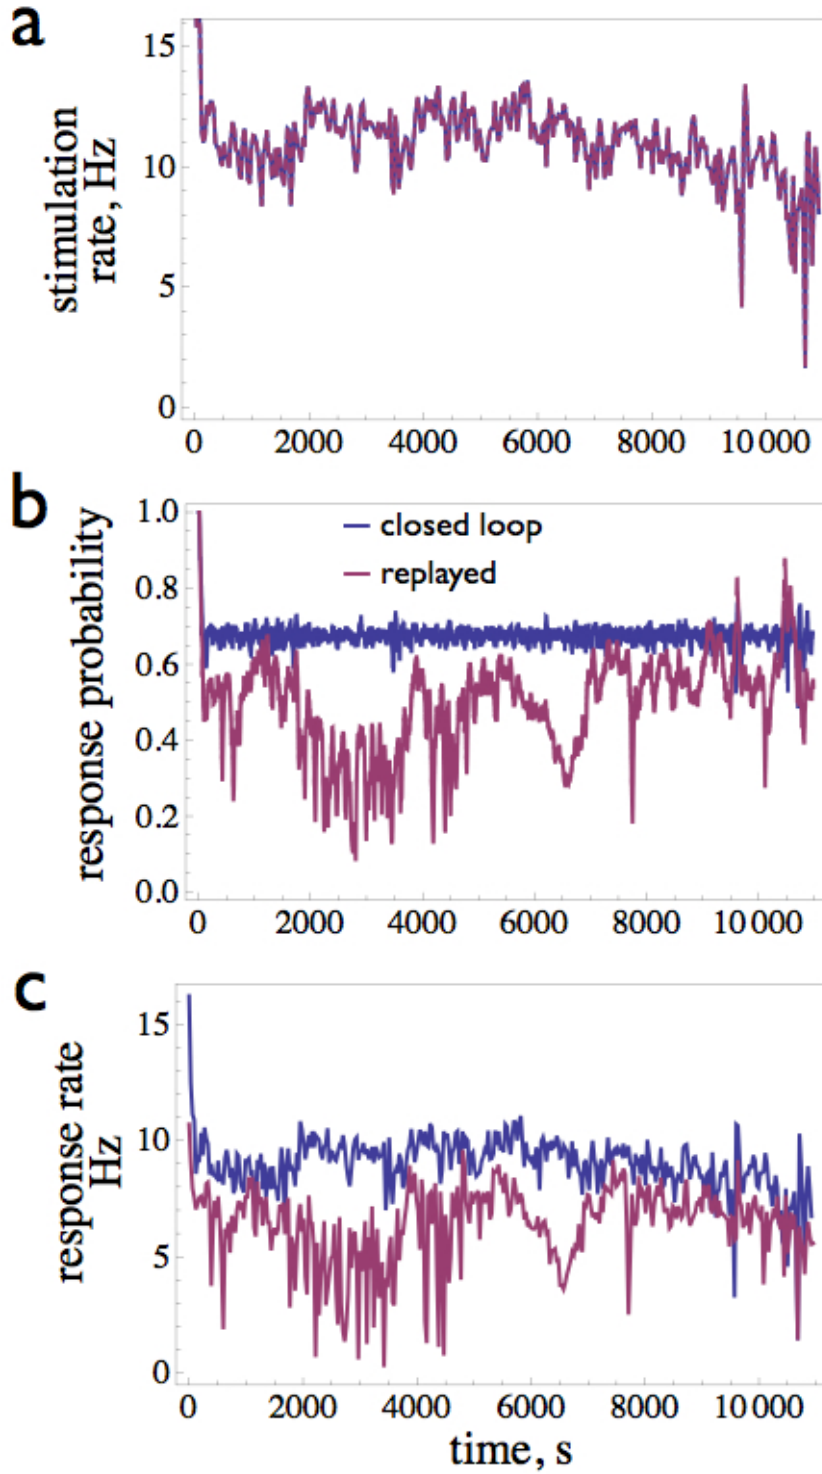 a
stimulation
rate, Hz
15
10
5
0
0 2000 4000 6000 8000 10 000
b
response probability
1.0
0.8
0.6
0.4
0.2
0.0
closed loop
replayed
0 2000 4000 6000 8000 10 000
c
response rate
Hz
15
10
5
0
0 2000 4000 6000 8000 10 000
time, s